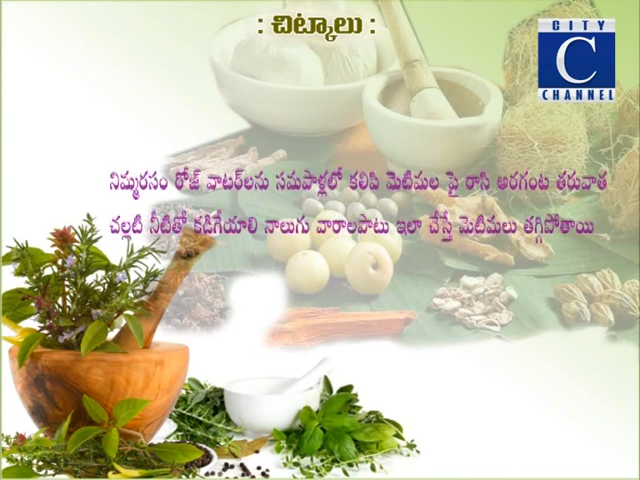 : చిట్కాలు :
CITY
C
CHANNEL
నిమ్మరసం రోజ్ వాటర్‌లను సమపాళ్లలో కలిపి మెటిమల పై రాసి అరగంట తరువాత
చల్లటి నీటితో కడిగేయాలి నాలుగు వారాలపాటు ఇలా చేస్తే మెటిమలు తగ్గిపోతాయి